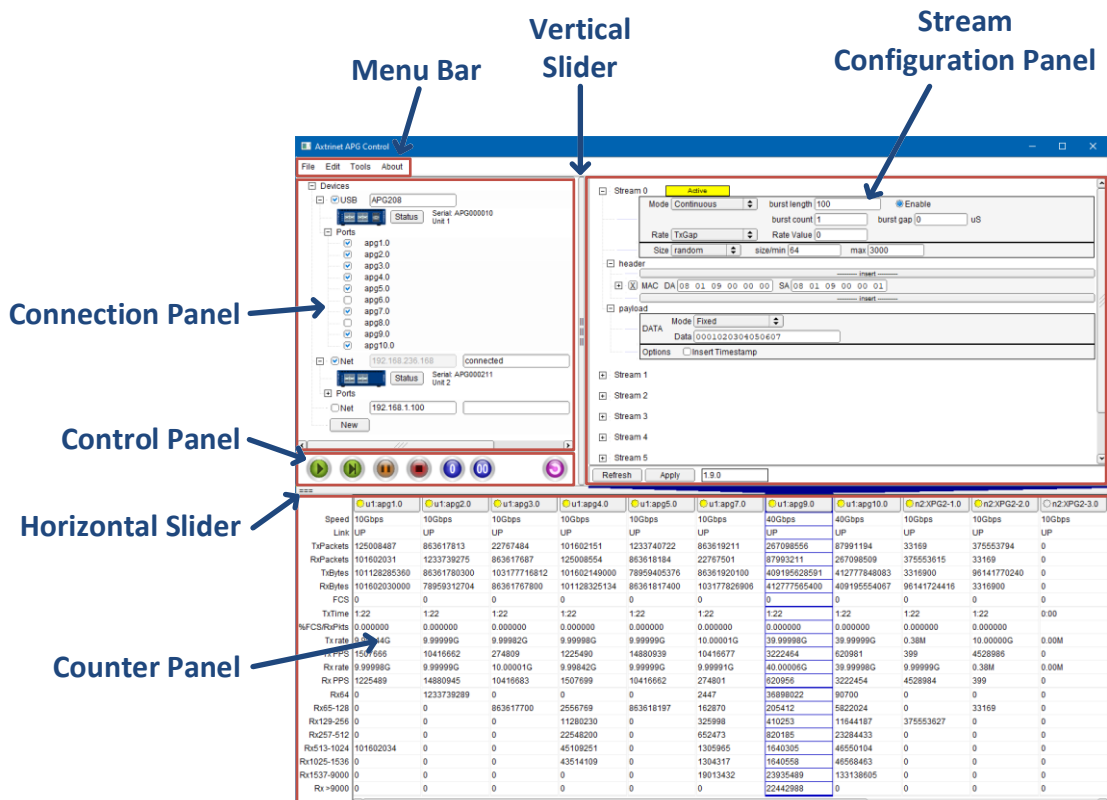 Stream
Configuration Panel
Vertical
Slider
Menu Bar
Axtrinet APG Control
File Edit Tools About
Devices
USB APG208
Status Serial: APG000010
Unit 1
Ports
apg1.0
apg2.0
apg3.0
apg4.0
apg5.0
apg6.0
apg7.0
apg8.0
apg9.0
apg10.0
Net 192.168.236.168 connected
Status Serial: APG000211
Unit 2
Ports
Net 192.168.1.100
New
Stream 0 Active
Mode Continuous burst length 100 Enable
burst count 1 burst gap 0 uS
Rate TxGap Rate Value 0
Size random size/min 64 max 3000
header
insert
X MAC DA 08 01 09 00 00 00 SA 08 01 09 00 00 01
insert
payload
DATA Mode Fixed
Data 0001020304050607
Options Insert Timestamp
Stream 1
Stream 2
Stream 3
Stream 4
Stream 5
Refresh Apply 1.9.0
Connection Panel
Control Panel
0 00
Horizontal Slider
Counter Panel
u1:apg1.0 u1:apg2.0 u1:apg3.0 u1:apg4.0 u1:apg5.0 u1:apg7.0 u1:apg9.0 u1:apg10.0 n2:XPG2-1.0 n2:XPG2-2.0 n2:XPG2-3.0
Speed 10Gbps 10Gbps 10Gbps 10Gbps 10Gbps 10Gbps 40Gbps 40Gbps 10Gbps 10Gbps 10Gbps
Link UP UP UP UP UP UP UP UP UP UP UP
TxPackets 125008487 863617813 22767484 101602151 1233740722 863619211 267098556 87991194 33169 375553794 0
RxPackets 101602031 1233739275 863617687 125008554 863618184 22767501 87993211 267098509 375553615 33169 0
TxBytes 101128285360 86361780300 103177716812 101602149000 78959405376 86361920100 409195628591 412777848083 3316900 96141770240 0
RxBytes 101602030000 78959312704 86361767800 101128325134 86361817400 103177826906 412777565400 409195554067 96141724416 3316900 0
FCS 0 0 0 0 0 0 0 0 0 0 0
TxTime 1:22 1:22 1:22 1:22 1:22 1:22 1:22 1:22 1:22 1:22 0:00
%FCS/RxPkts 0.000000 0.000000 0.000000 0.000000 0.000000 0.000000 0.000000 0.000000 0.000000 0.000000
Tx rate 9.99999G 9.99982G 9.99998G 9.99999G 10.00001G 39.99998G 39.99999G 0.38M 10.00000G 0.00M
Tx PPS 1507666 10416662 274809 1225490 14880939 10416677 3222464 620981 399 4528986 0
Rx rate 9.99998G 9.99999G 10.00001G 9.99842G 9.99999G 9.99991G 40.00006G 39.99998G 9.99999G 0.38M 0.00M
Rx PPS 1225489 14880945 10416683 1507699 10416662 274801 620956 3222454 4528984 399 0
Rx64 0 1233739289 0 0 0 2447 36898022 90700 0 0 0
Rx65-128 0 0 863617700 2556769 863618197 162870 205412 5822024 0 33169 0
Rx129-256 0 0 0 11280230 0 325998 410253 11644187 375553627 0 0
Rx257-512 0 0 0 22548200 0 652473 820185 23284433 0 0 0
Rx513-1024 101602034 0 0 45109251 0 1305965 1640305 46550104 0 0 0
Rx1025-1536 0 0 0 43514109 0 1304317 1640558 46568463 0 0 0
Rx1537-9000 0 0 0 0 0 19013432 23935489 133138605 0 0 0
Rx >9000 0 0 0 0 0 0 22442988 0 0 0 0